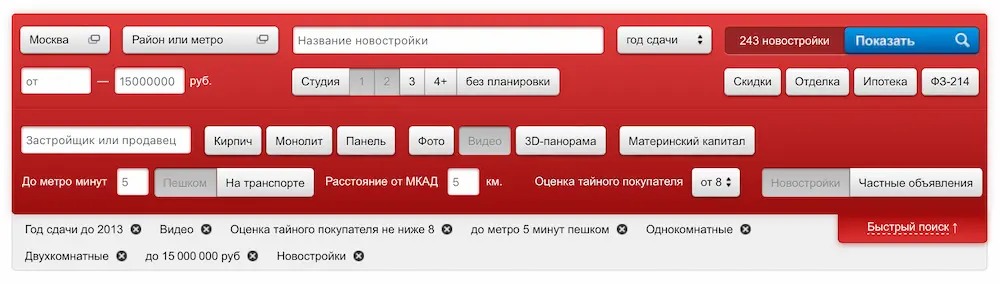 Москва Район или метро Название новостройки год сдачи 243 новостройки Показать
от — 15000000 руб. Студия 1 2 3 4+ без планировки Скидки Отделка Ипотека ФЗ-214
Застройщик или продавец Кирпич Монолит Панель Фото Видео 3D-панорама Материнский капитал
До метро минут 5 Пешком На транспорте Расстояние от МКАД 5 км. Оценка тайного покупателя от 8 Новостройки Частные объявления
Год сдачи до 2013 Видео Оценка тайного покупателя не ниже 8 до метро 5 минут пешком Однокомнатные Быстрый поиск ↑
Двухкомнатные до 15 000 000 руб Новостройки